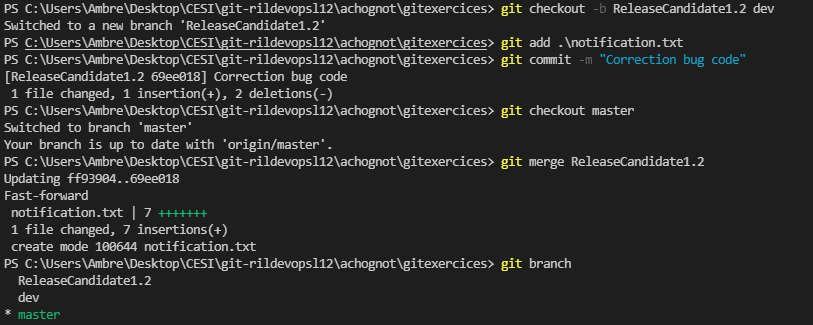 PS C:\Users\Ambre\Desktop\CESI\git-rildevopsl12\achognot\gitexercices> git checkout -b ReleaseCandidate1.2 dev
Switched to a new branch 'ReleaseCandidate1.2'
PS C:\Users\Ambre\Desktop\CESI\git-rildevopsl12\achognot\gitexercices> git add .\notification.txt
PS C:\Users\Ambre\Desktop\CESI\git-rildevopsl12\achognot\gitexercices> git commit -m "Correction bug code"
[ReleaseCandidate1.2 69ee018] Correction bug code
 1 file changed, 1 insertion(+), 2 deletions(-)
PS C:\Users\Ambre\Desktop\CESI\git-rildevopsl12\achognot\gitexercices> git checkout master
Switched to branch 'master'
Your branch is up to date with 'origin/master'.
PS C:\Users\Ambre\Desktop\CESI\git-rildevopsl12\achognot\gitexercices> git merge ReleaseCandidate1.2
Updating ff93904..69ee018
Fast-forward
 notification.txt | 7 +++++++
 1 file changed, 7 insertions(+)
 create mode 100644 notification.txt
PS C:\Users\Ambre\Desktop\CESI\git-rildevopsl12\achognot\gitexercices> git branch
  ReleaseCandidate1.2
  dev
* master